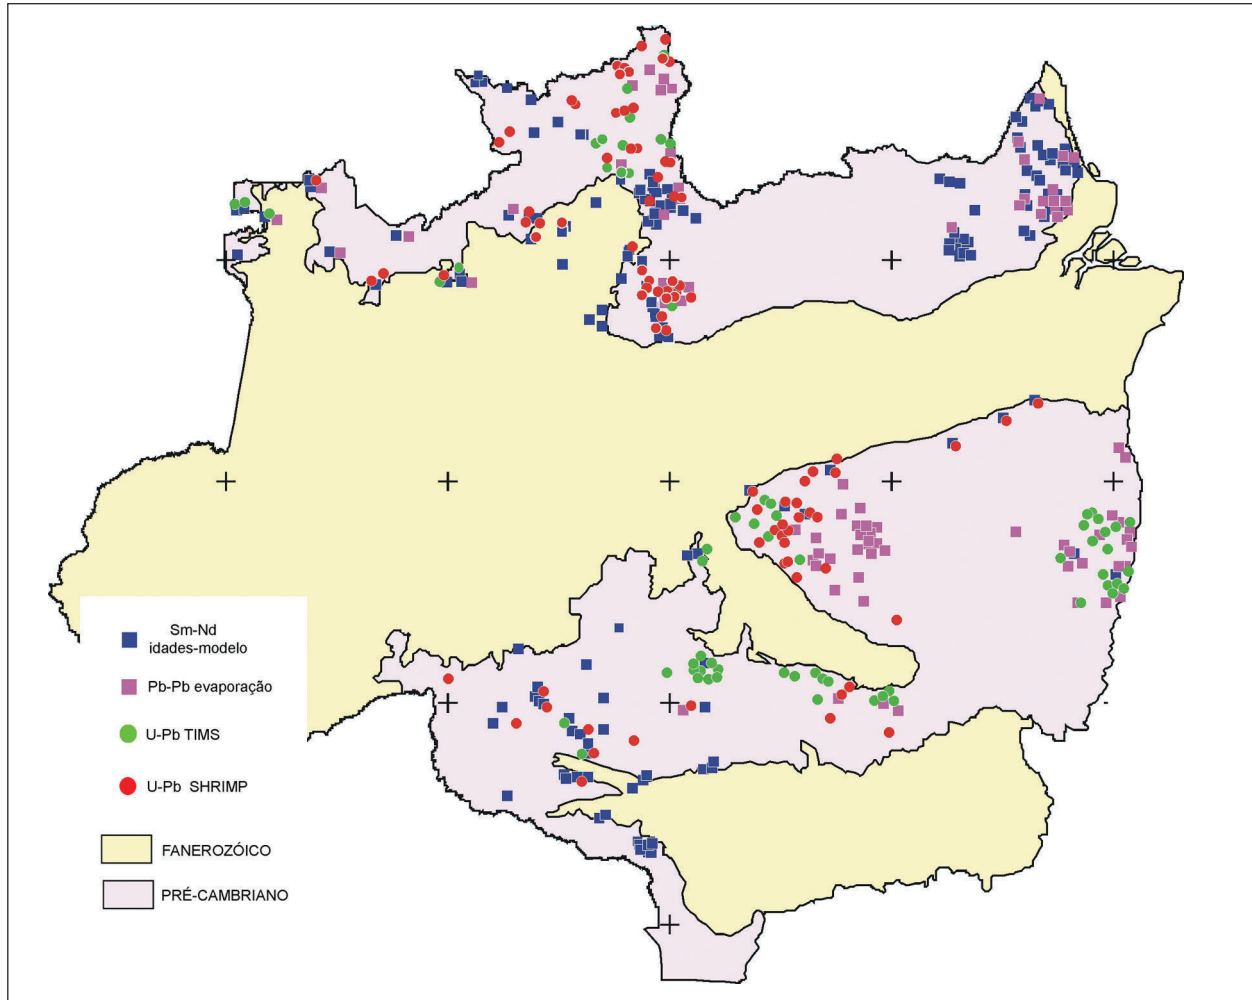 Sm-Nd
idades-modelo
Pb-Pb evaporação
U-Pb TIMS
U-Pb SHRIMP
FANEROZÓICO
PRÉ-CAMBRIANO